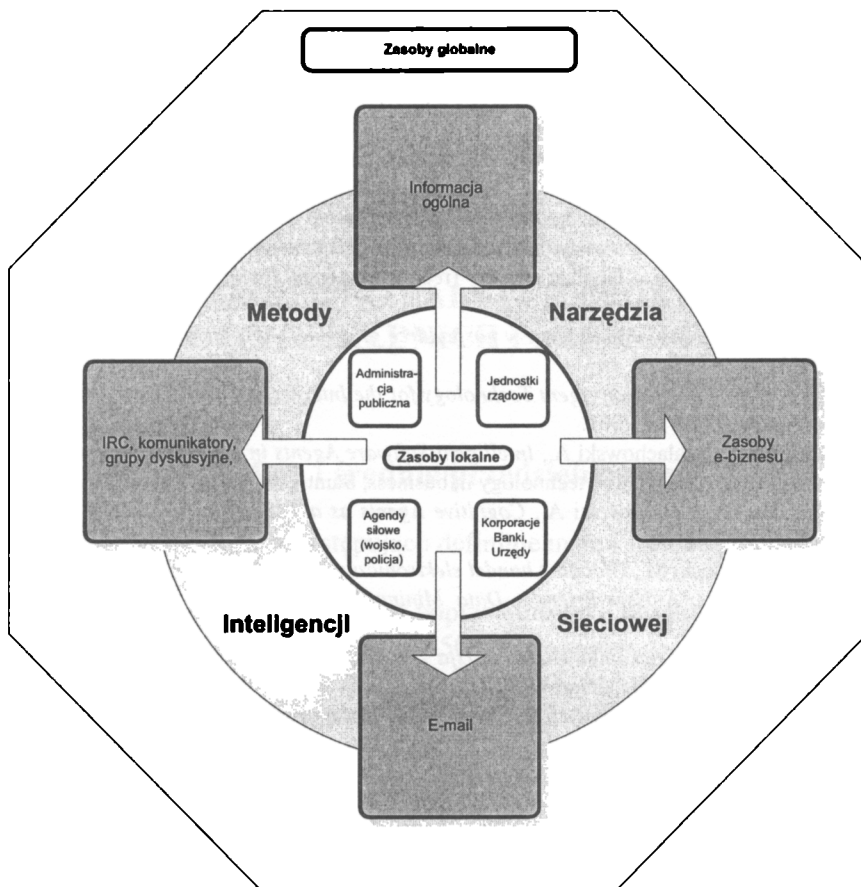 Zasoby globalne
Informacja
ogólna
Metody
Narzędzia
Administra-
cja
publiczna
Jednostki
rządowe
IRC, komunikatory,
grupy dyskusyjne,
Zasoby lokalne
Zasoby
e-biznesu
Agendy
siłowe
(wojsko,
policja)
Korporacje
Banki,
Urzędy
Inteligencji
Sieciowej
E-mail